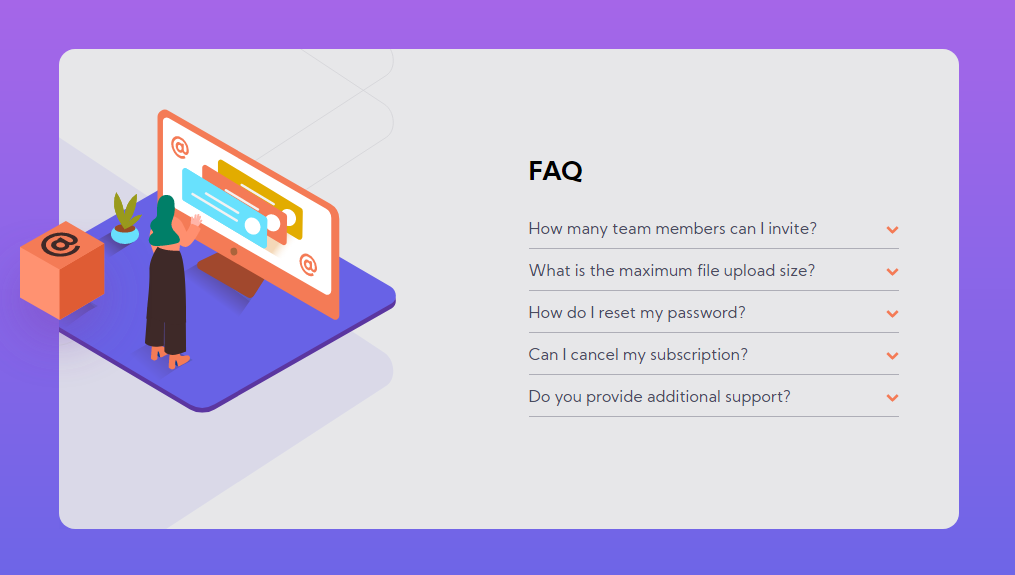 FAQ
How many team members can I invite?
What is the maximum file upload size?
How do I reset my password?
Can I cancel my subscription?
Do you provide additional support?